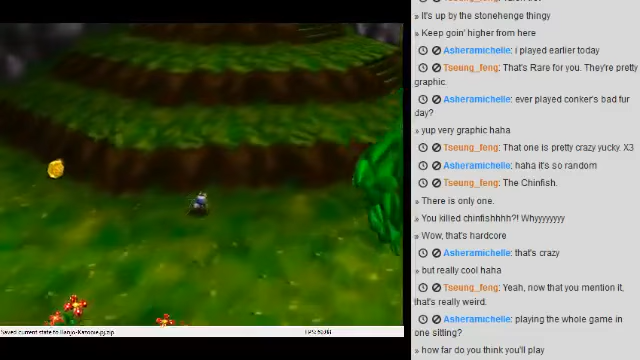 » It's up by the stonehenge thingy
» Keep goin' higher from here
Asheramichelle: i played earlier today
Tseung_feng: That's Rare for you. They're pretty
graphic.
Asheramichelle: ever played conker's bad fur
day?
» yup very graphic haha
Tseung_feng: That one is pretty crazy yucky. X3
Asheramichelle: haha it's so random
Tseung_feng: The Chinfish.
» There is only one.
» You killed chinfishhhh?! Whyyyyyyy
» Wow, that's hardcore
Asheramichelle: that's crazy
» but really cool haha
Tseung_feng: Yeah, now that you mention it,
that's really weird.
Asheramichelle: playing the whole game in
one sitting?
» how far do you think you'll play
Saved current state to